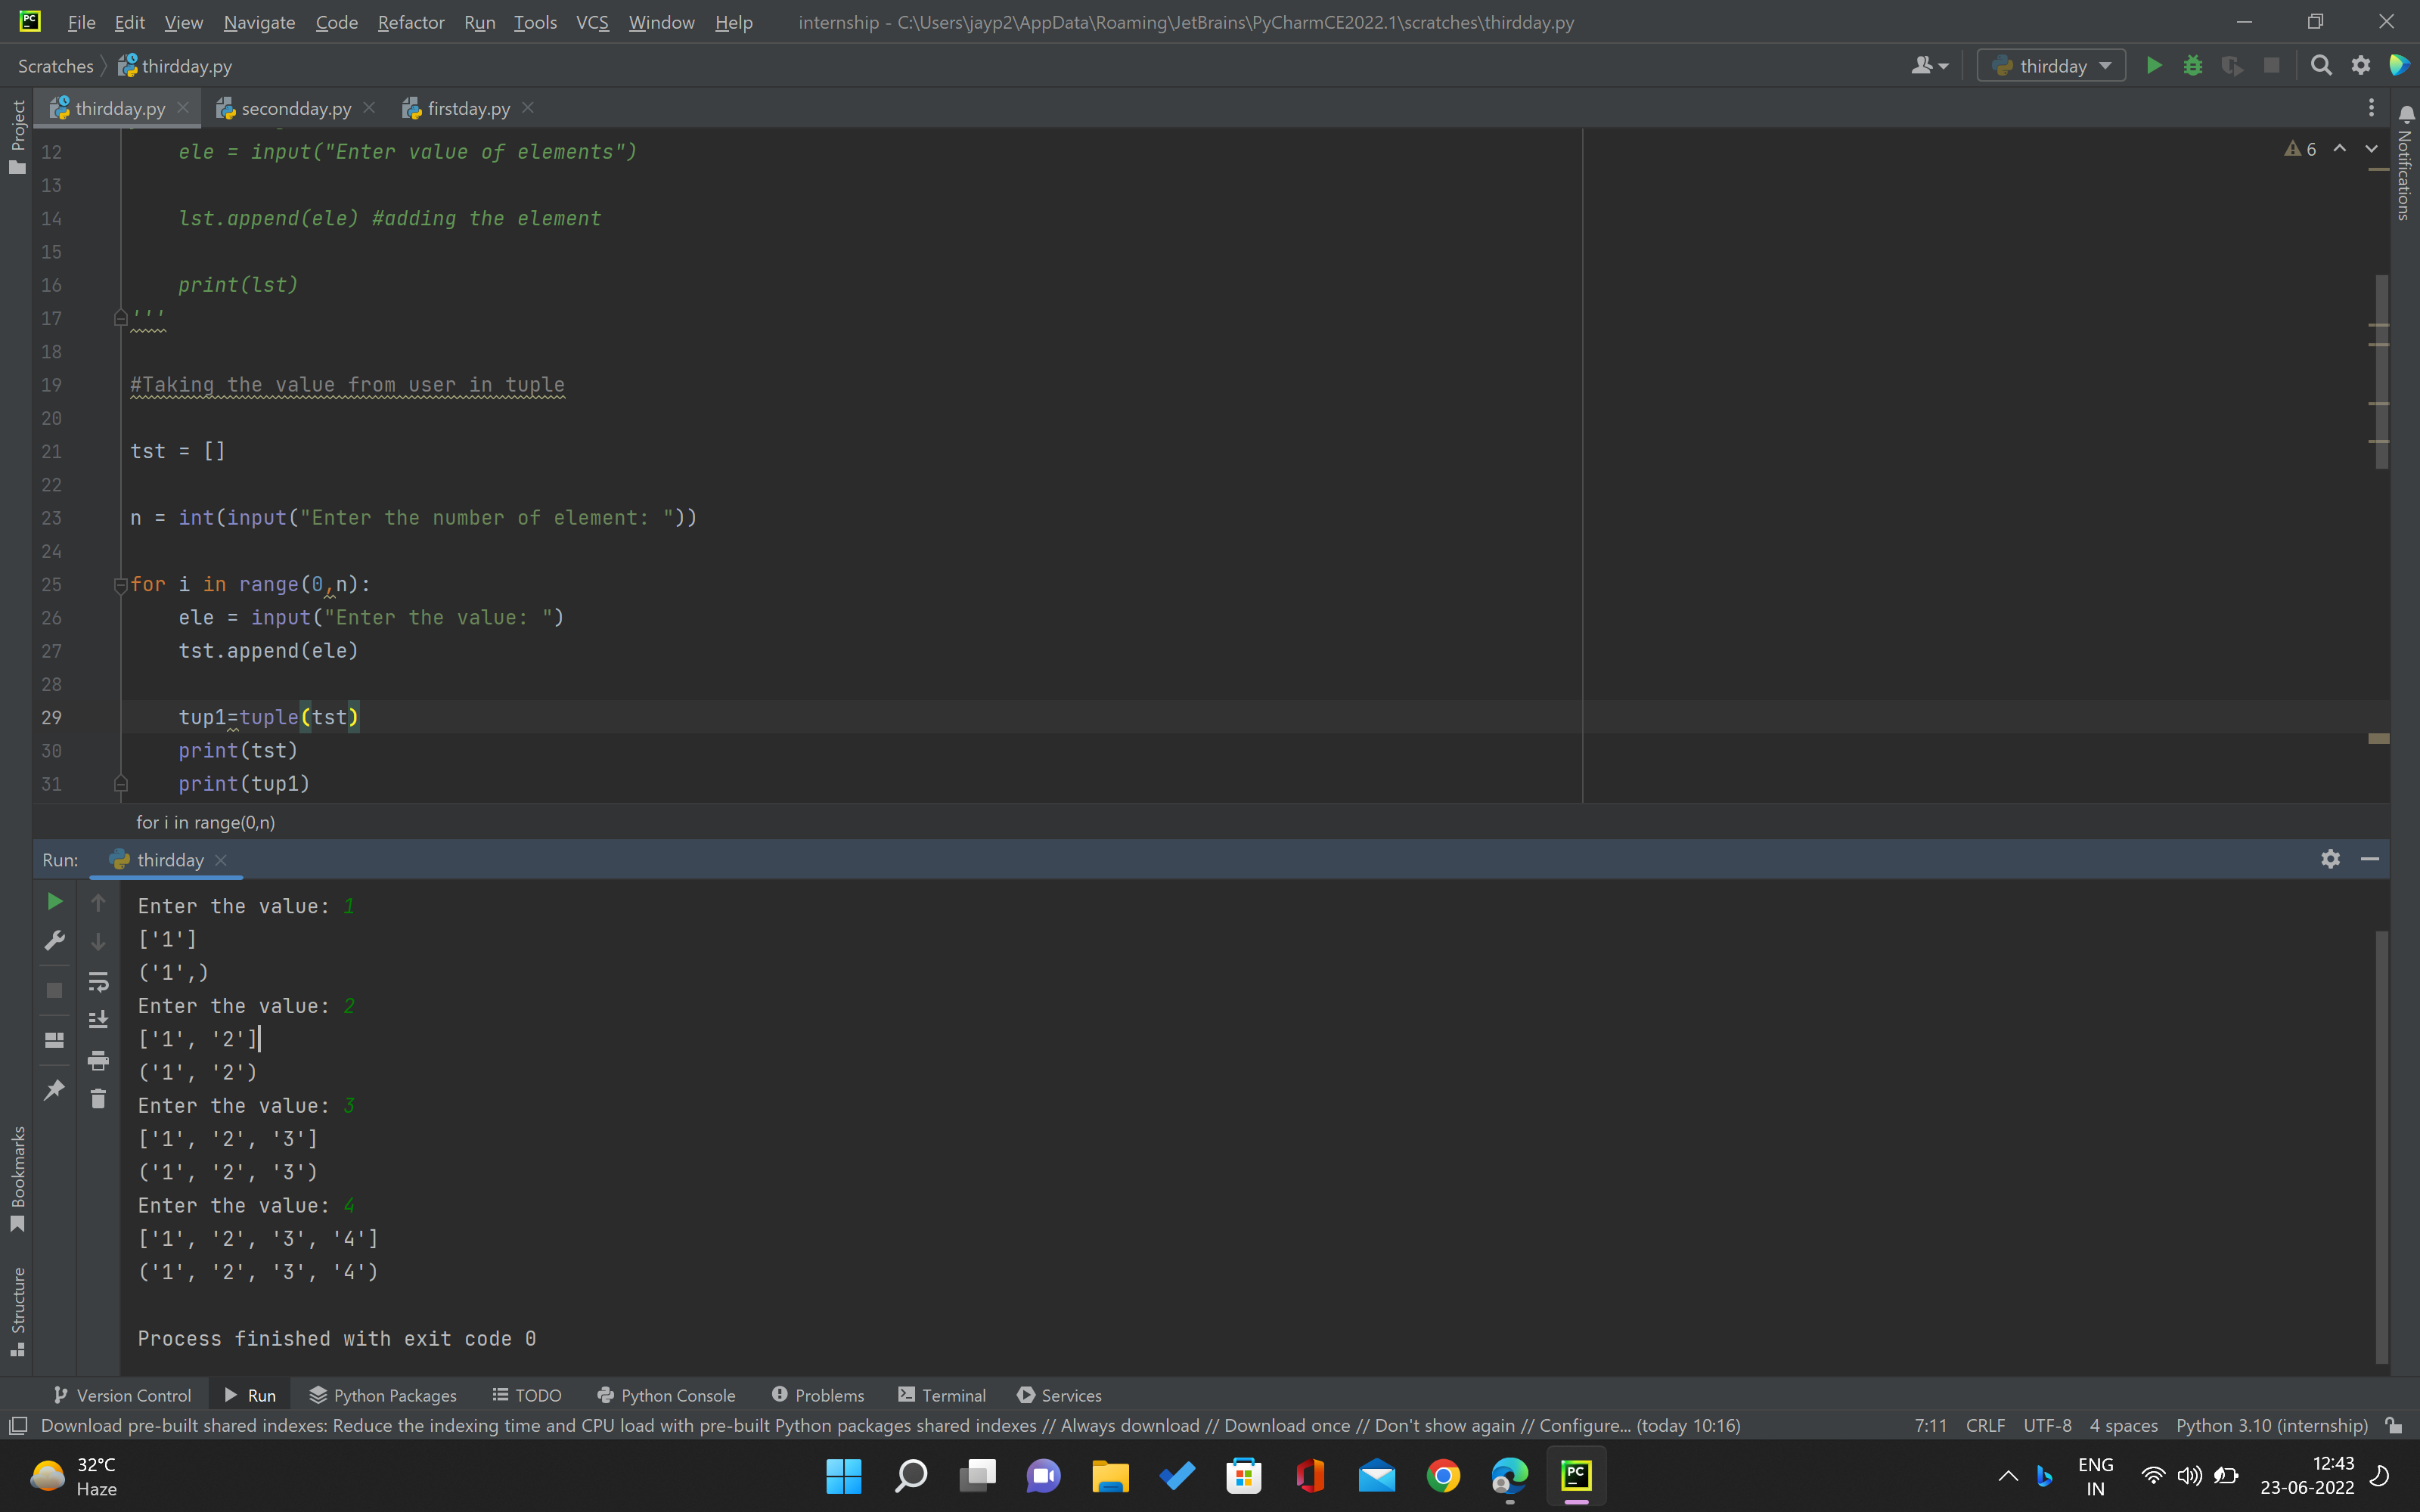 PC File Edit View Navigate Code Refactor Run Tools VCS Window Help internship - C:\Users\jayp2\AppData\Roaming\JetBrains\PyCharmCE2022.1\scratches\thirdday.py
Scratches thirdday.py thirdday
thirdday.py secondday.py firstday.py
Project
Notifications
6
12 ele = input("Enter value of elements")
13
14 lst.append(ele) #adding the element
15
16 print(lst)
17 '''
18
19 #Taking the value from user in tuple
20
21 tst = []
22
23 n = int(input("Enter the number of element: "))
24
25 for i in range(0,n):
26 ele = input("Enter the value: ")
27 tst.append(ele)
28
29 tup1=tuple(tst)
30 print(tst)
31 print(tup1)
for i in range(0,n)
Run: thirdday
Enter the value: 1
['1']
('1',)
Enter the value: 2
['1', '2']
('1', '2')
Enter the value: 3
['1', '2', '3']
('1', '2', '3')
Enter the value: 4
['1', '2', '3', '4']
('1', '2', '3', '4')
Process finished with exit code 0
Bookmarks
Structure
Version Control Run Python Packages TODO Python Console Problems Terminal Services
Download pre-built shared indexes: Reduce the indexing time and CPU load with pre-built Python packages shared indexes // Always download // Download once // Don't show again // Configure... (today 10:16) 7:11 CRLF UTF-8 4 spaces Python 3.10 (internship)
32°C
Haze
PC
ENG
IN
12:43
23-06-2022